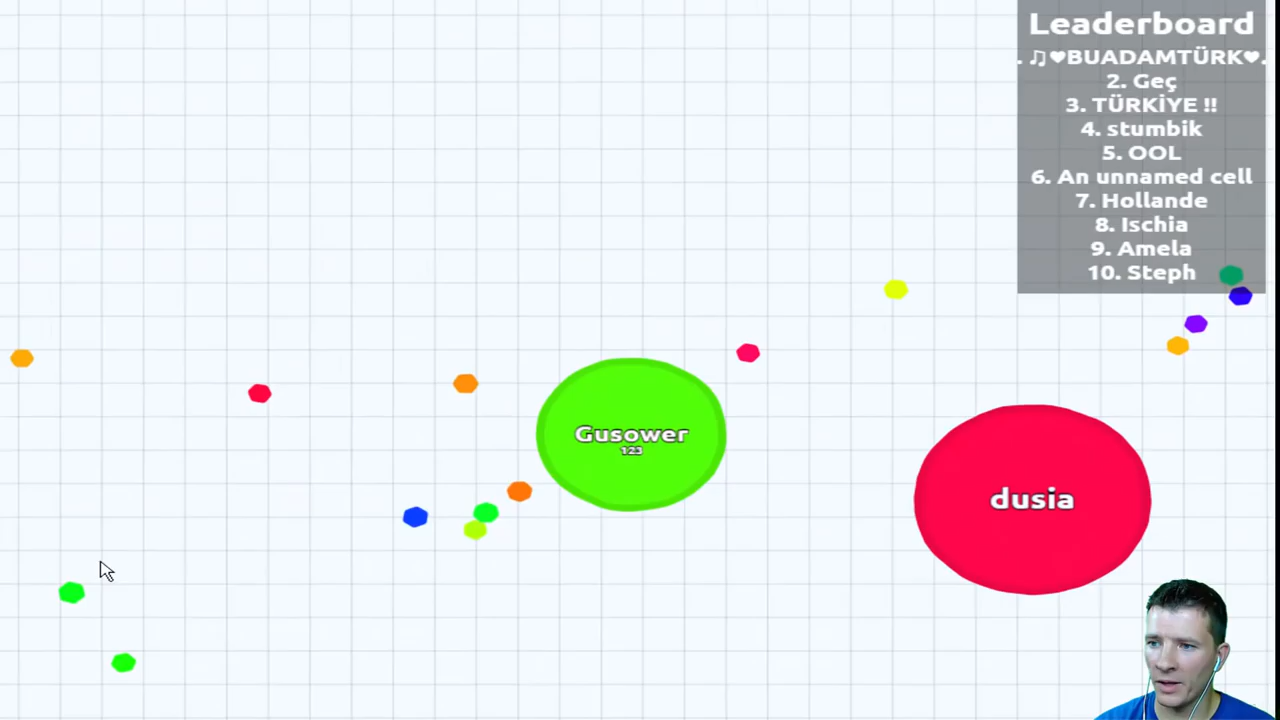 Leaderboard
. ♫♥BUADAMTÜRK♥.
2. Geç
3. TÜRKİYE !!
4. stumbik
5. OOL
6. An unnamed cell
7. Hollande
8. Ischia
9. Amela
10. Steph
Gusower
123
dusia